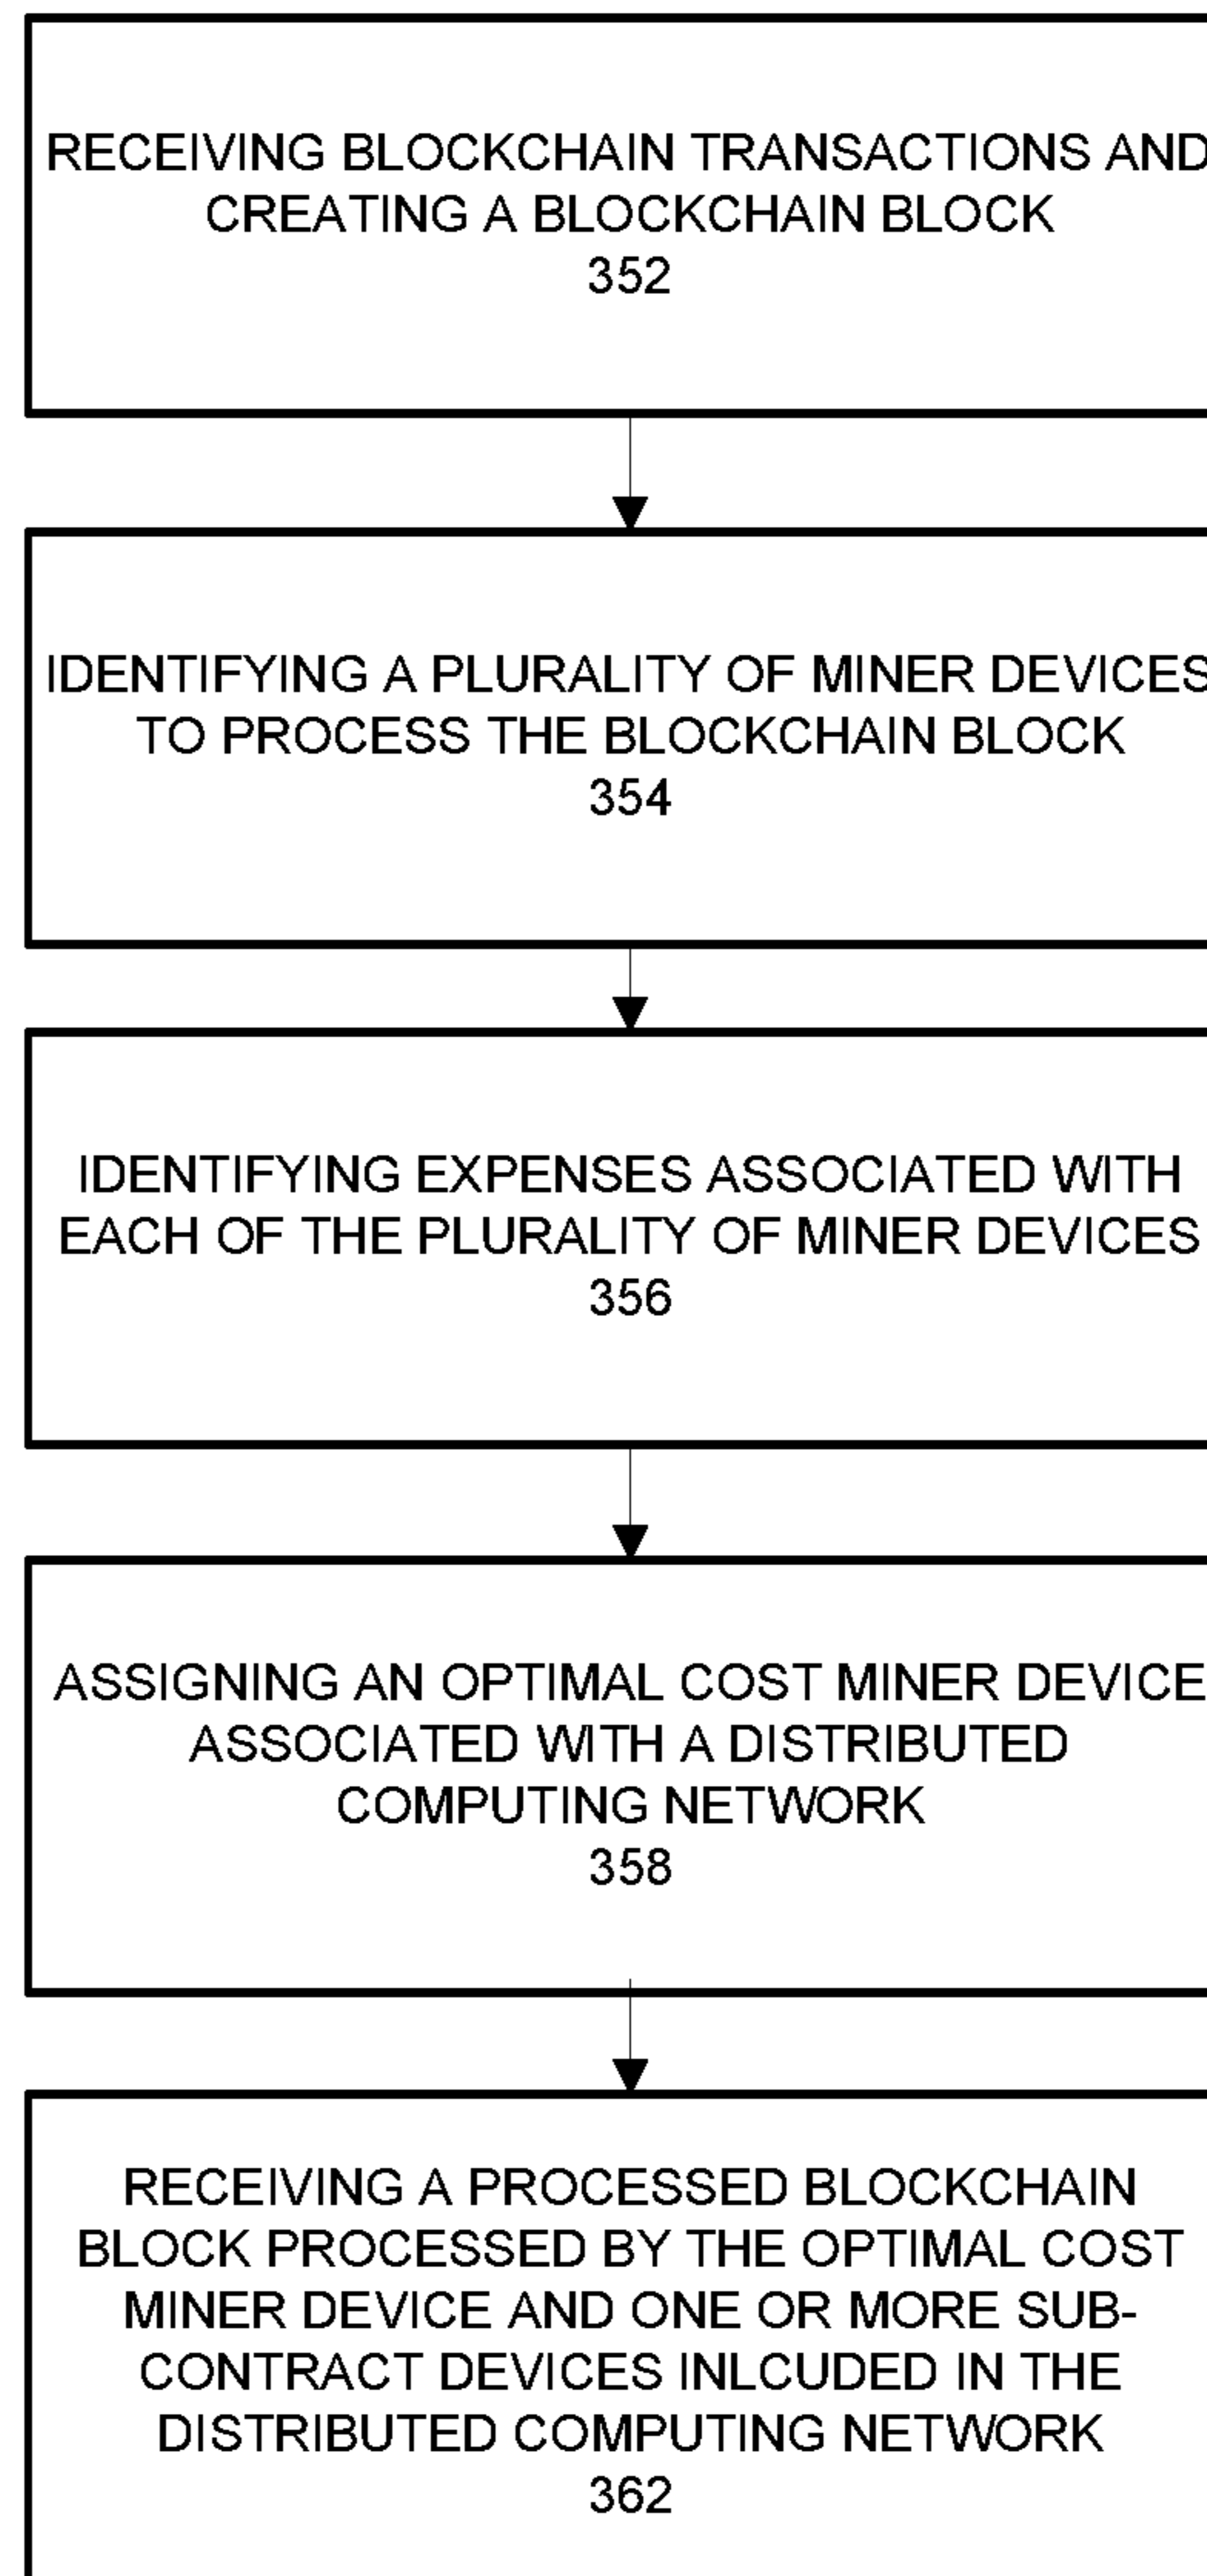 RECEIVING BLOCKCHAIN TRANSACTIONS AND
CREATING A BLOCKCHAIN BLOCK
352
IDENTIFYING A PLURALITY OF MINER DEVICES
TO PROCESS THE BLOCKCHAIN BLOCK
354
IDENTIFYING EXPENSES ASSOCIATED WITH
EACH OF THE PLURALITY OF MINER DEVICES
356
ASSIGNING AN OPTIMAL COST MINER DEVICE
ASSOCIATED WITH A DISTRIBUTED
COMPUTING NETWORK
358
RECEIVING A PROCESSED BLOCKCHAIN
BLOCK PROCESSED BY THE OPTIMAL COST
MINER DEVICE AND ONE OR MORE SUB-
CONTRACT DEVICES INLCUDED IN THE
DISTRIBUTED COMPUTING NETWORK
362